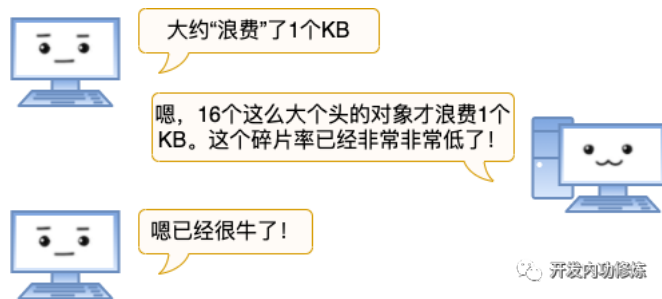 大约“浪费”了1个KB
嗯，16个这么大个头的对象才浪费1个
KB。这个碎片率已经非常非常低了！
嗯已经很牛了！
开发内功修炼